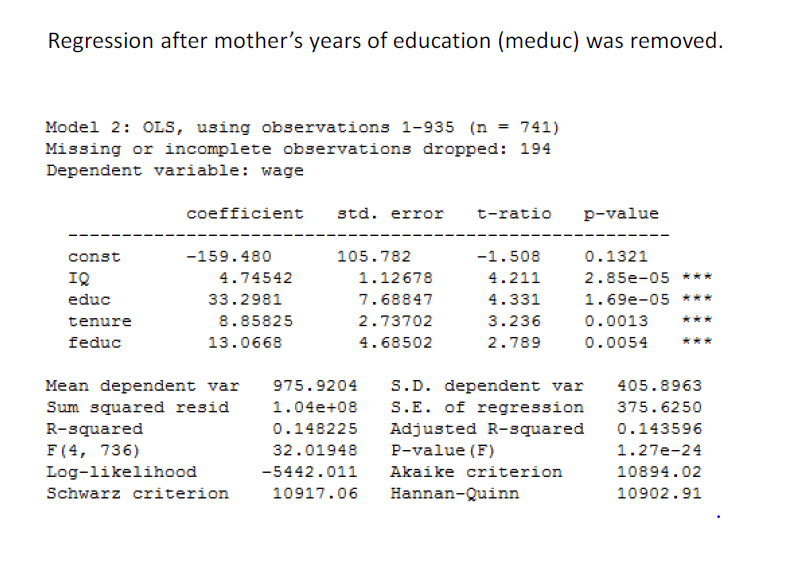 Regression after mother’s years of education (meduc) was removed.
Model 2: OLS, using observations 1-935 (n = 741)
Missing or incomplete observations dropped: 194
Dependent variable: wage
coefficient std. error t-ratio p-value
---------------------------------------------------------
const -159.480 105.782 -1.508 0.1321
IQ 4.74542 1.12678 4.211 2.85e-05 ***
educ 33.2981 7.68847 4.331 1.69e-05 ***
tenure 8.85825 2.73702 3.236 0.0013 ***
feduc 13.0668 4.68502 2.789 0.0054 ***
Mean dependent var 975.9204 S.D. dependent var 405.8963
Sum squared resid 1.04e+08 S.E. of regression 375.6250
R-squared 0.148225 Adjusted R-squared 0.143596
F(4, 736) 32.01948 P-value(F) 1.27e-24
Log-likelihood -5442.011 Akaike criterion 10894.02
Schwarz criterion 10917.06 Hannan-Quinn 10902.91
.